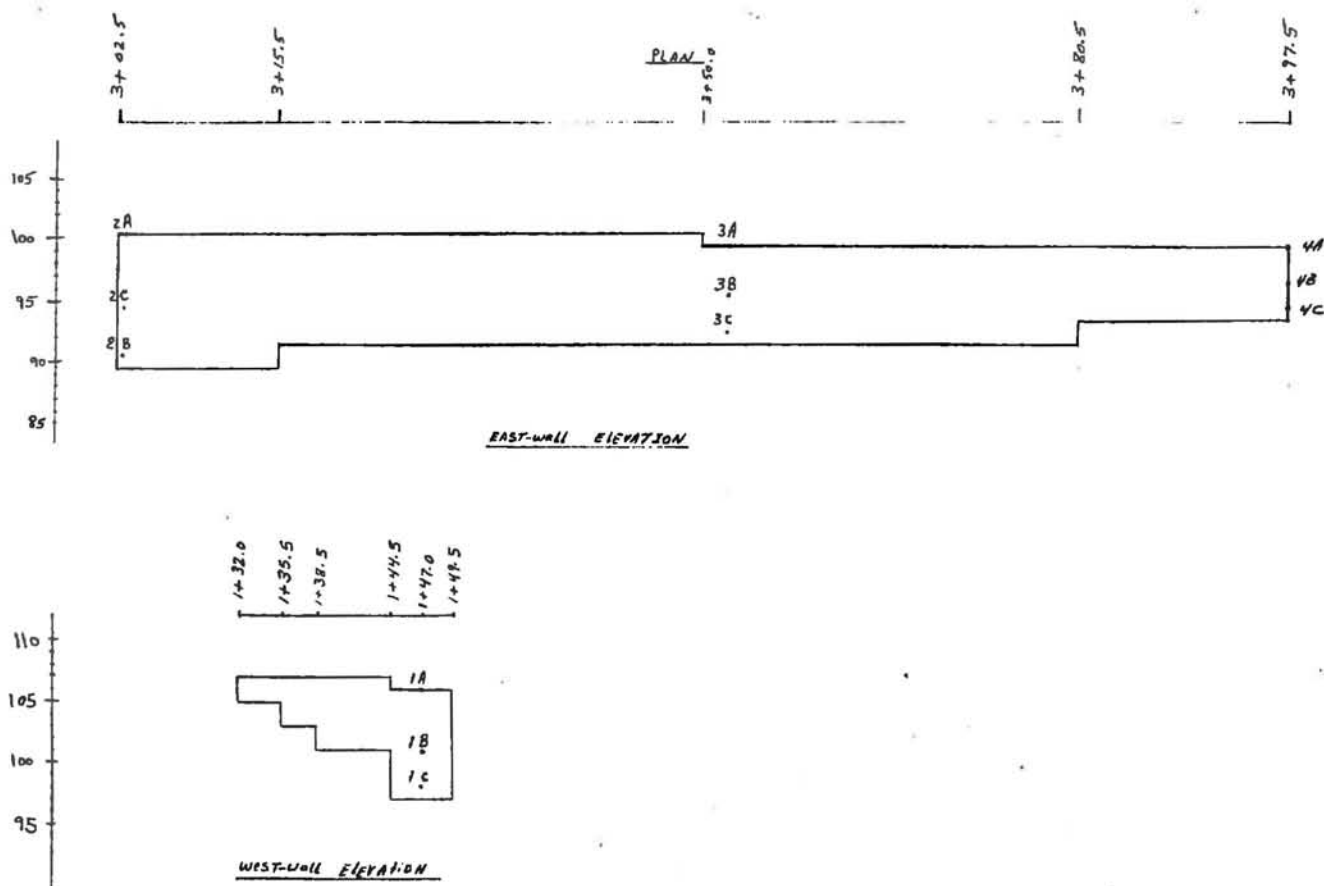 PLAN
3+02.5
3+15.5
3+50.0
3+80.5
3+97.5
105
100
95
90
85
2A
2C
2B
3A
3B
3C
4A
4B
4C
EAST-wall ELEVATION
1+32.0
1+35.5
1+38.5
1+44.5
1+47.0
1+49.5
110
105
100
95
1A
1B
1C
WEST-wall ELEVATION